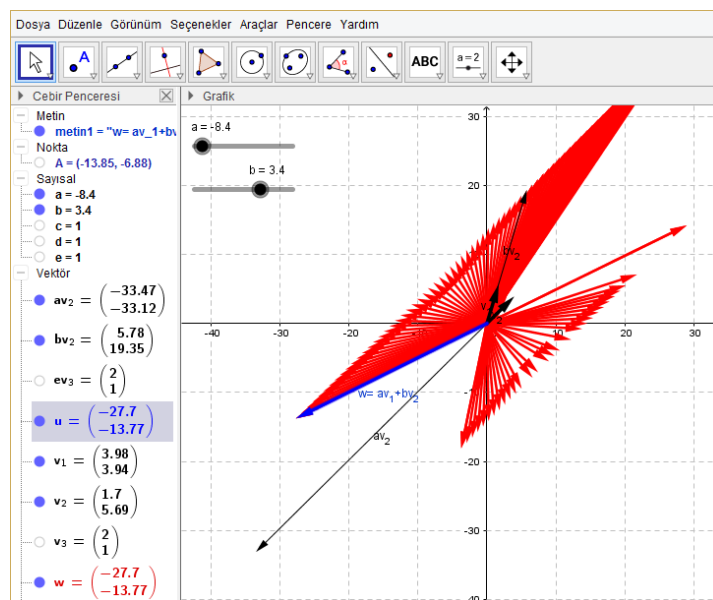 Dosya Düzenle Görünüm Seçenekler Araçlar Pencere Yardım
A
α
ABC
a=2
Cebir Penceresi
Grafik
Metin
metin1 = "w= av_1+bv
Nokta
A = (-13.85, -6.88)
Sayısal
a = -8.4
b = 3.4
c = 1
d = 1
e = 1
Vektör
av₂ = (−33.47
−33.12)
bv₂ = (5.78
19.35)
ev₃ = (2
1)
u = (−27.7
−13.77)
v₁ = (3.98
3.94)
v₂ = (1.7
5.69)
v₃ = (2
1)
w = (−27.7
−13.77)
a = -8.4
b = 3.4
30
20
bv₂
v
2
-40 -30 -20 -10 0 10 20 30
w= av₁+bv₂
av₂
-30
-40